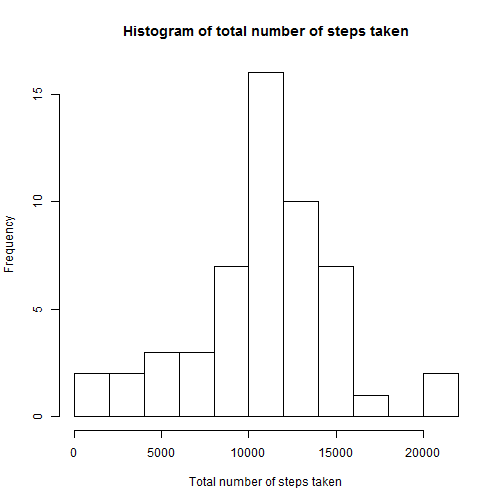 Histogram of total number of steps taken
15
10
5
0
Frequency
0 5000 10000 15000 20000
Total number of steps taken